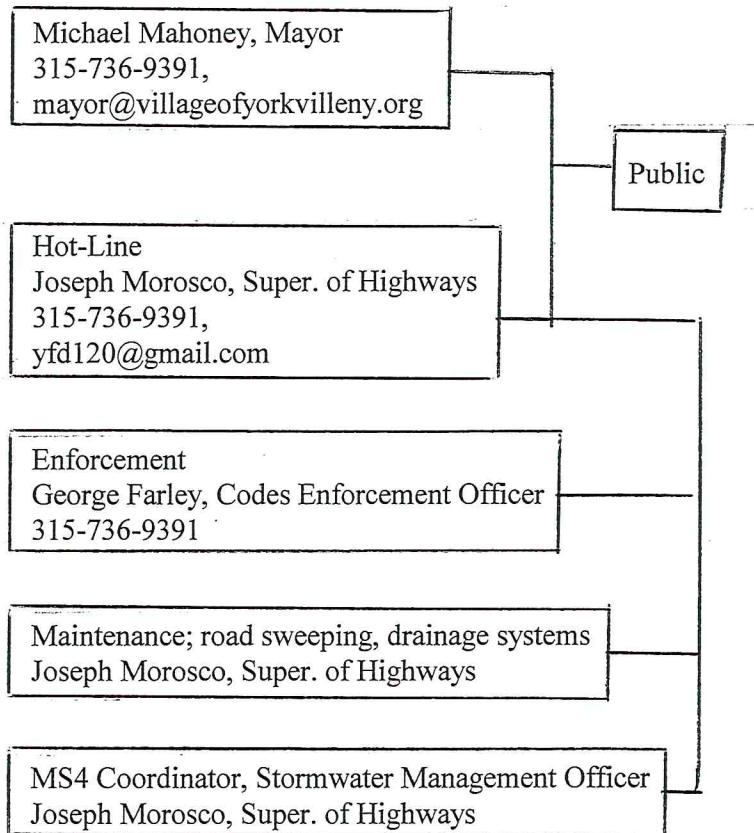 Michael Mahoney, Mayor
315-736-9391,
mayor@villageofyorkvilleny.org
Public
Hot-Line
Joseph Morosco, Super. of Highways
315-736-9391,
yfd120@gmail.com
Enforcement
George Farley, Codes Enforcement Officer
315-736-9391
Maintenance; road sweeping, drainage systems
Joseph Morosco, Super. of Highways
MS4 Coordinator, Stormwater Management Officer
Joseph Morosco, Super. of Highways